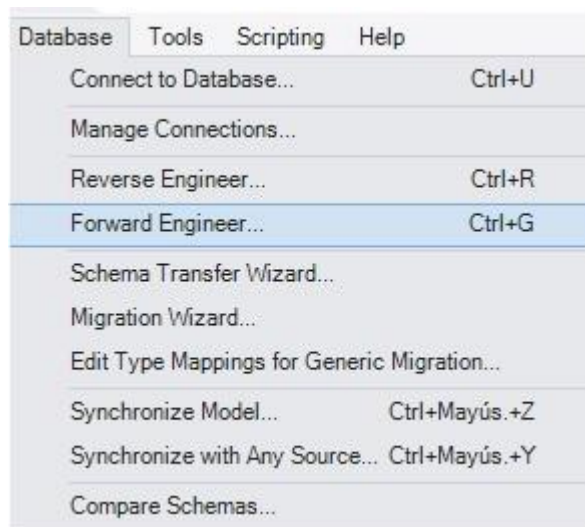 Database Tools Scripting Help
Connect to Database... Ctrl+U
Manage Connections...
Reverse Engineer... Ctrl+R
Forward Engineer... Ctrl+G
Schema Transfer Wizard...
Migration Wizard...
Edit Type Mappings for Generic Migration...
Synchronize Model... Ctrl+Mayús.+Z
Synchronize with Any Source... Ctrl+Mayús.+Y
Compare Schemas...